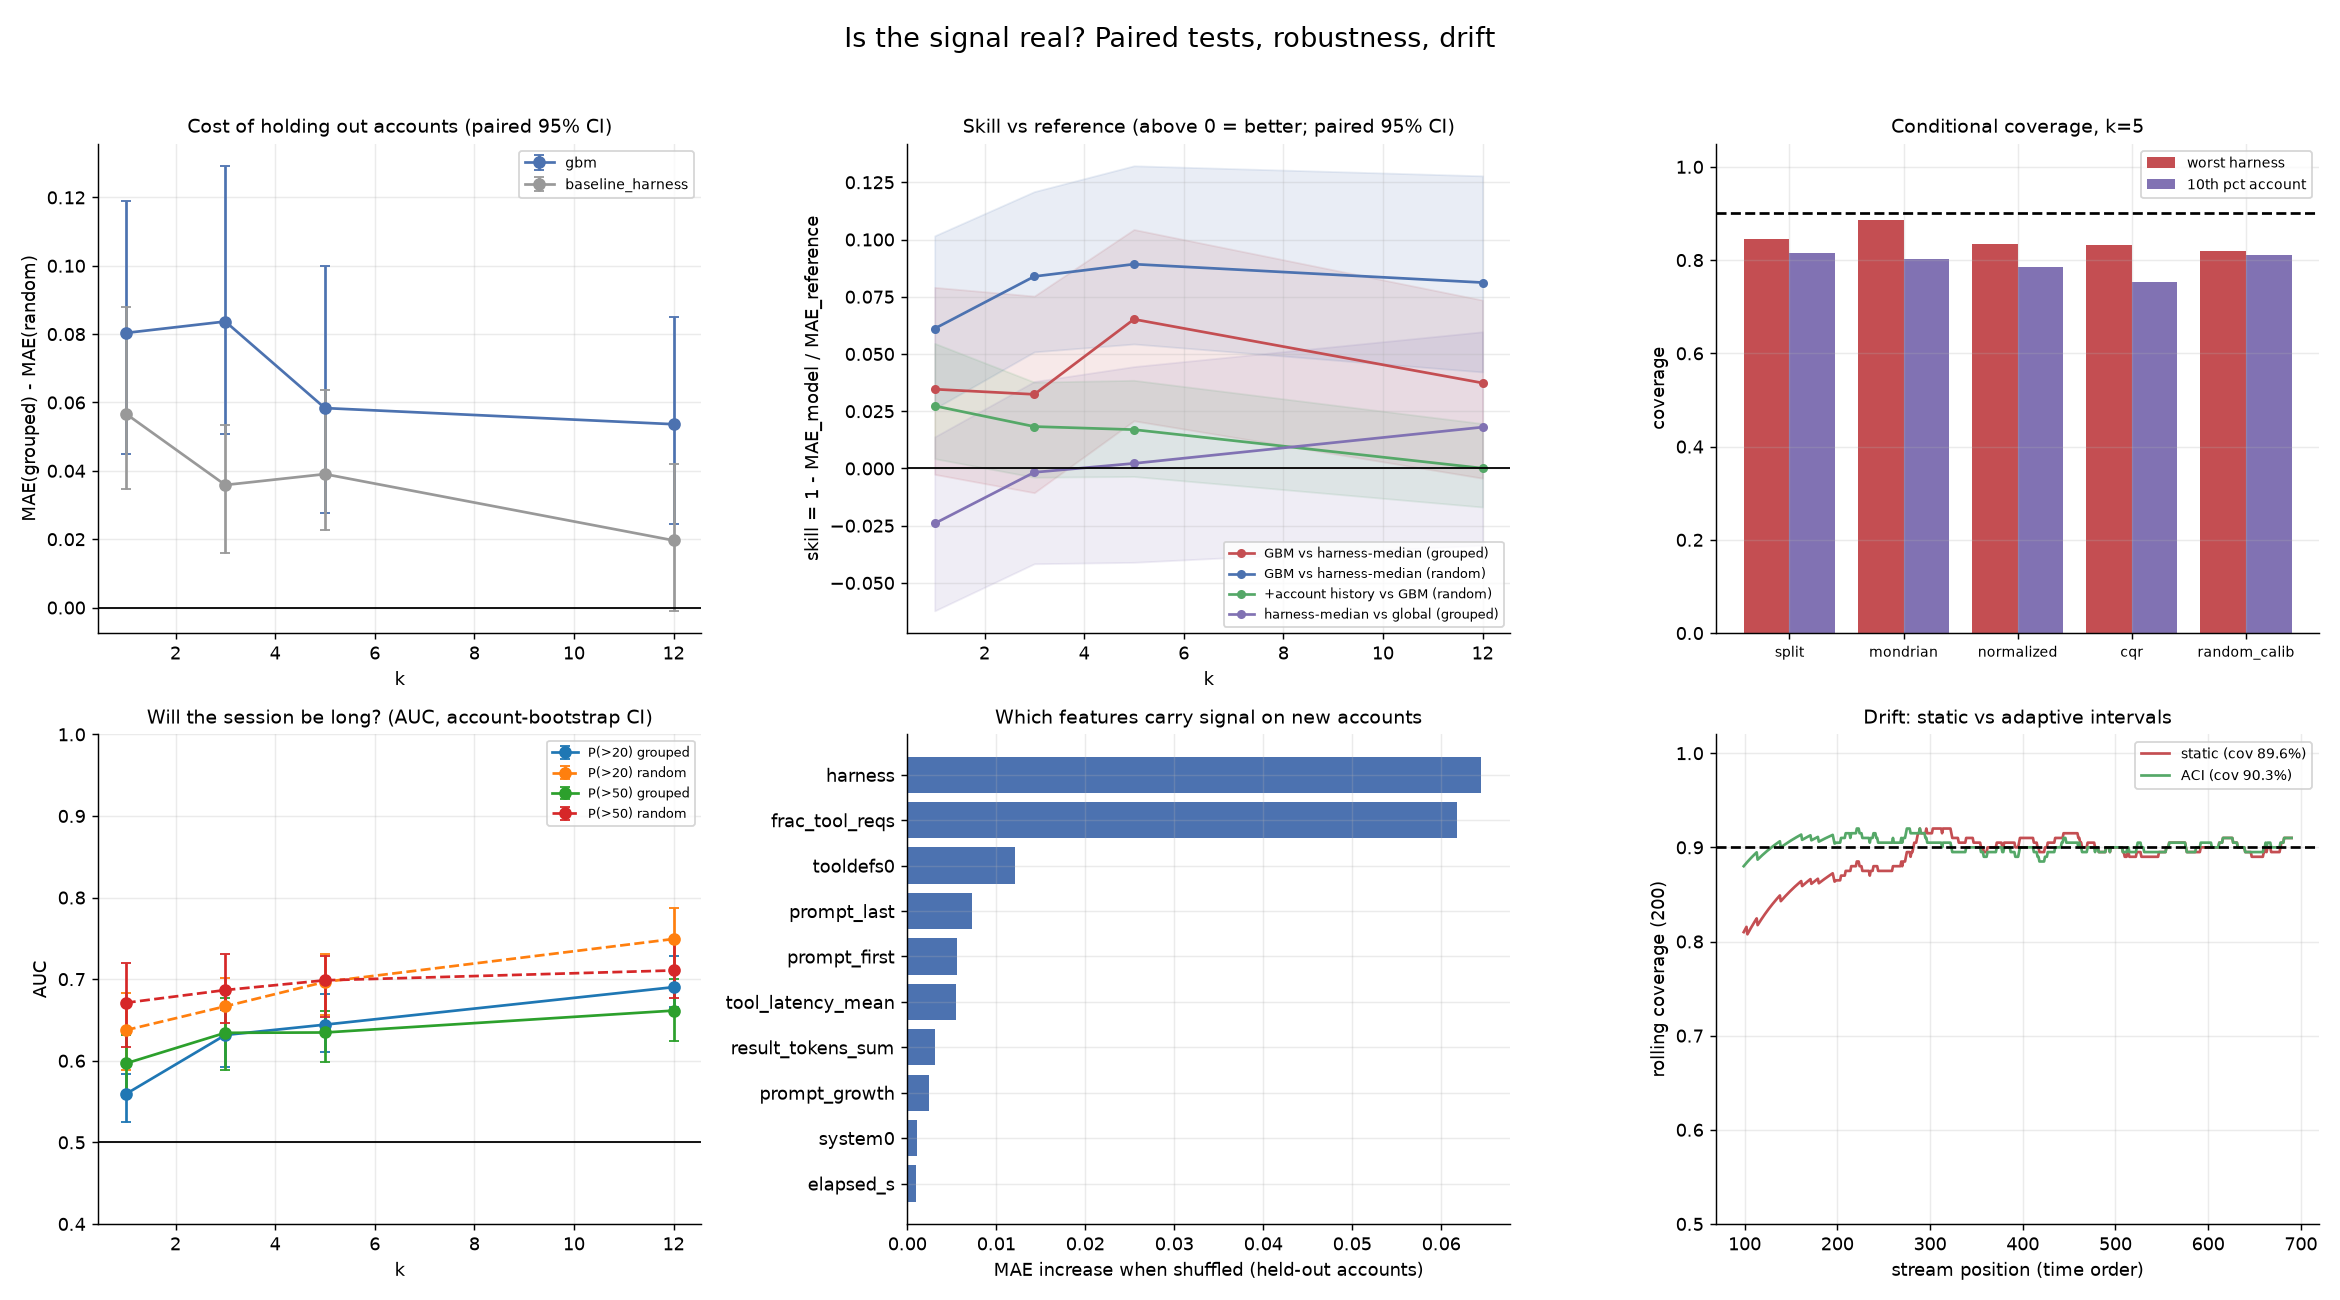 Is the signal real? Paired tests, robustness, drift
Cost of holding out accounts (paired 95% CI)
gbm
baseline_harness
MAE(grouped) - MAE(random)
0.12
0.10
0.08
0.06
0.04
0.02
0.00
2 4 6 8 10 12
k
Skill vs reference (above 0 = better; paired 95% CI)
skill = 1 - MAE_model / MAE_reference
0.125
0.100
0.075
0.050
0.025
0.000
−0.025
−0.050
GBM vs harness-median (grouped)
GBM vs harness-median (random)
+account history vs GBM (random)
harness-median vs global (grouped)
2 4 6 8 10 12
k
Conditional coverage, k=5
worst harness
10th pct account
coverage
1.0
0.8
0.6
0.4
0.2
0.0
split mondrian normalized cqr random_calib
Will the session be long? (AUC, account-bootstrap CI)
P(>20) grouped
P(>20) random
P(>50) grouped
P(>50) random
AUC
1.0
0.9
0.8
0.7
0.6
0.5
0.4
2 4 6 8 10 12
k
Which features carry signal on new accounts
harness
frac_tool_reqs
tooldefs0
prompt_last
prompt_first
tool_latency_mean
result_tokens_sum
prompt_growth
system0
elapsed_s
0.00 0.01 0.02 0.03 0.04 0.05 0.06
MAE increase when shuffled (held-out accounts)
Drift: static vs adaptive intervals
static (cov 89.6%)
ACI (cov 90.3%)
rolling coverage (200)
1.0
0.9
0.8
0.7
0.6
0.5
100 200 300 400 500 600 700
stream position (time order)